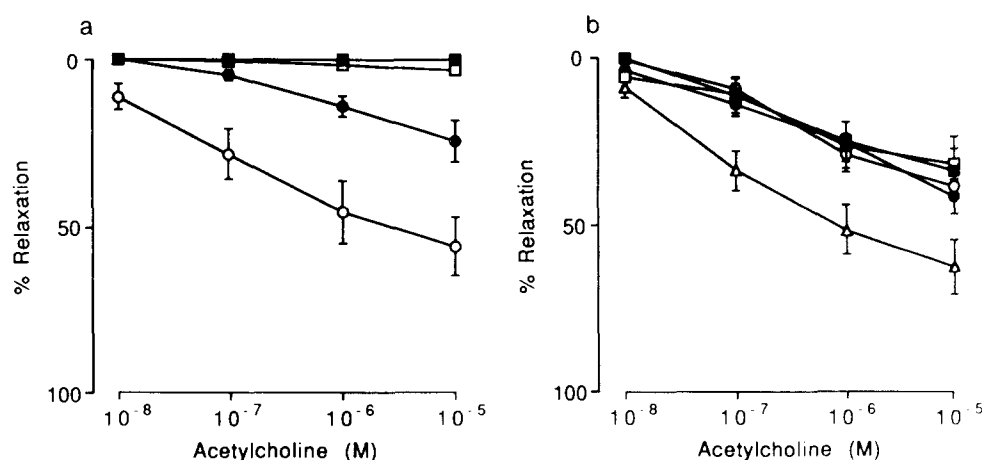 a
0
50
100
% Relaxation
10⁻⁸ 10⁻⁷ 10⁻⁶ 10⁻⁵
Acetylcholine (M)
b
0
50
100
% Relaxation
10⁻⁸ 10⁻⁷ 10⁻⁶ 10⁻⁵
Acetylcholine (M)